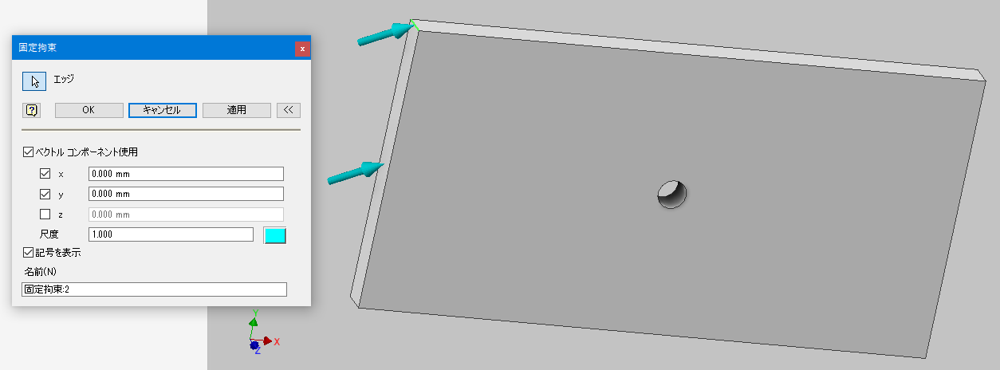 固定拘束
x
エッジ
OK キャンセル 適用 <<
ベクトル コンポーネント使用
x 0.000 mm
y 0.000 mm
z 0.000 mm
尺度 1.000
記号を表示
名前(N)
固定拘束:2
Y
X
Z